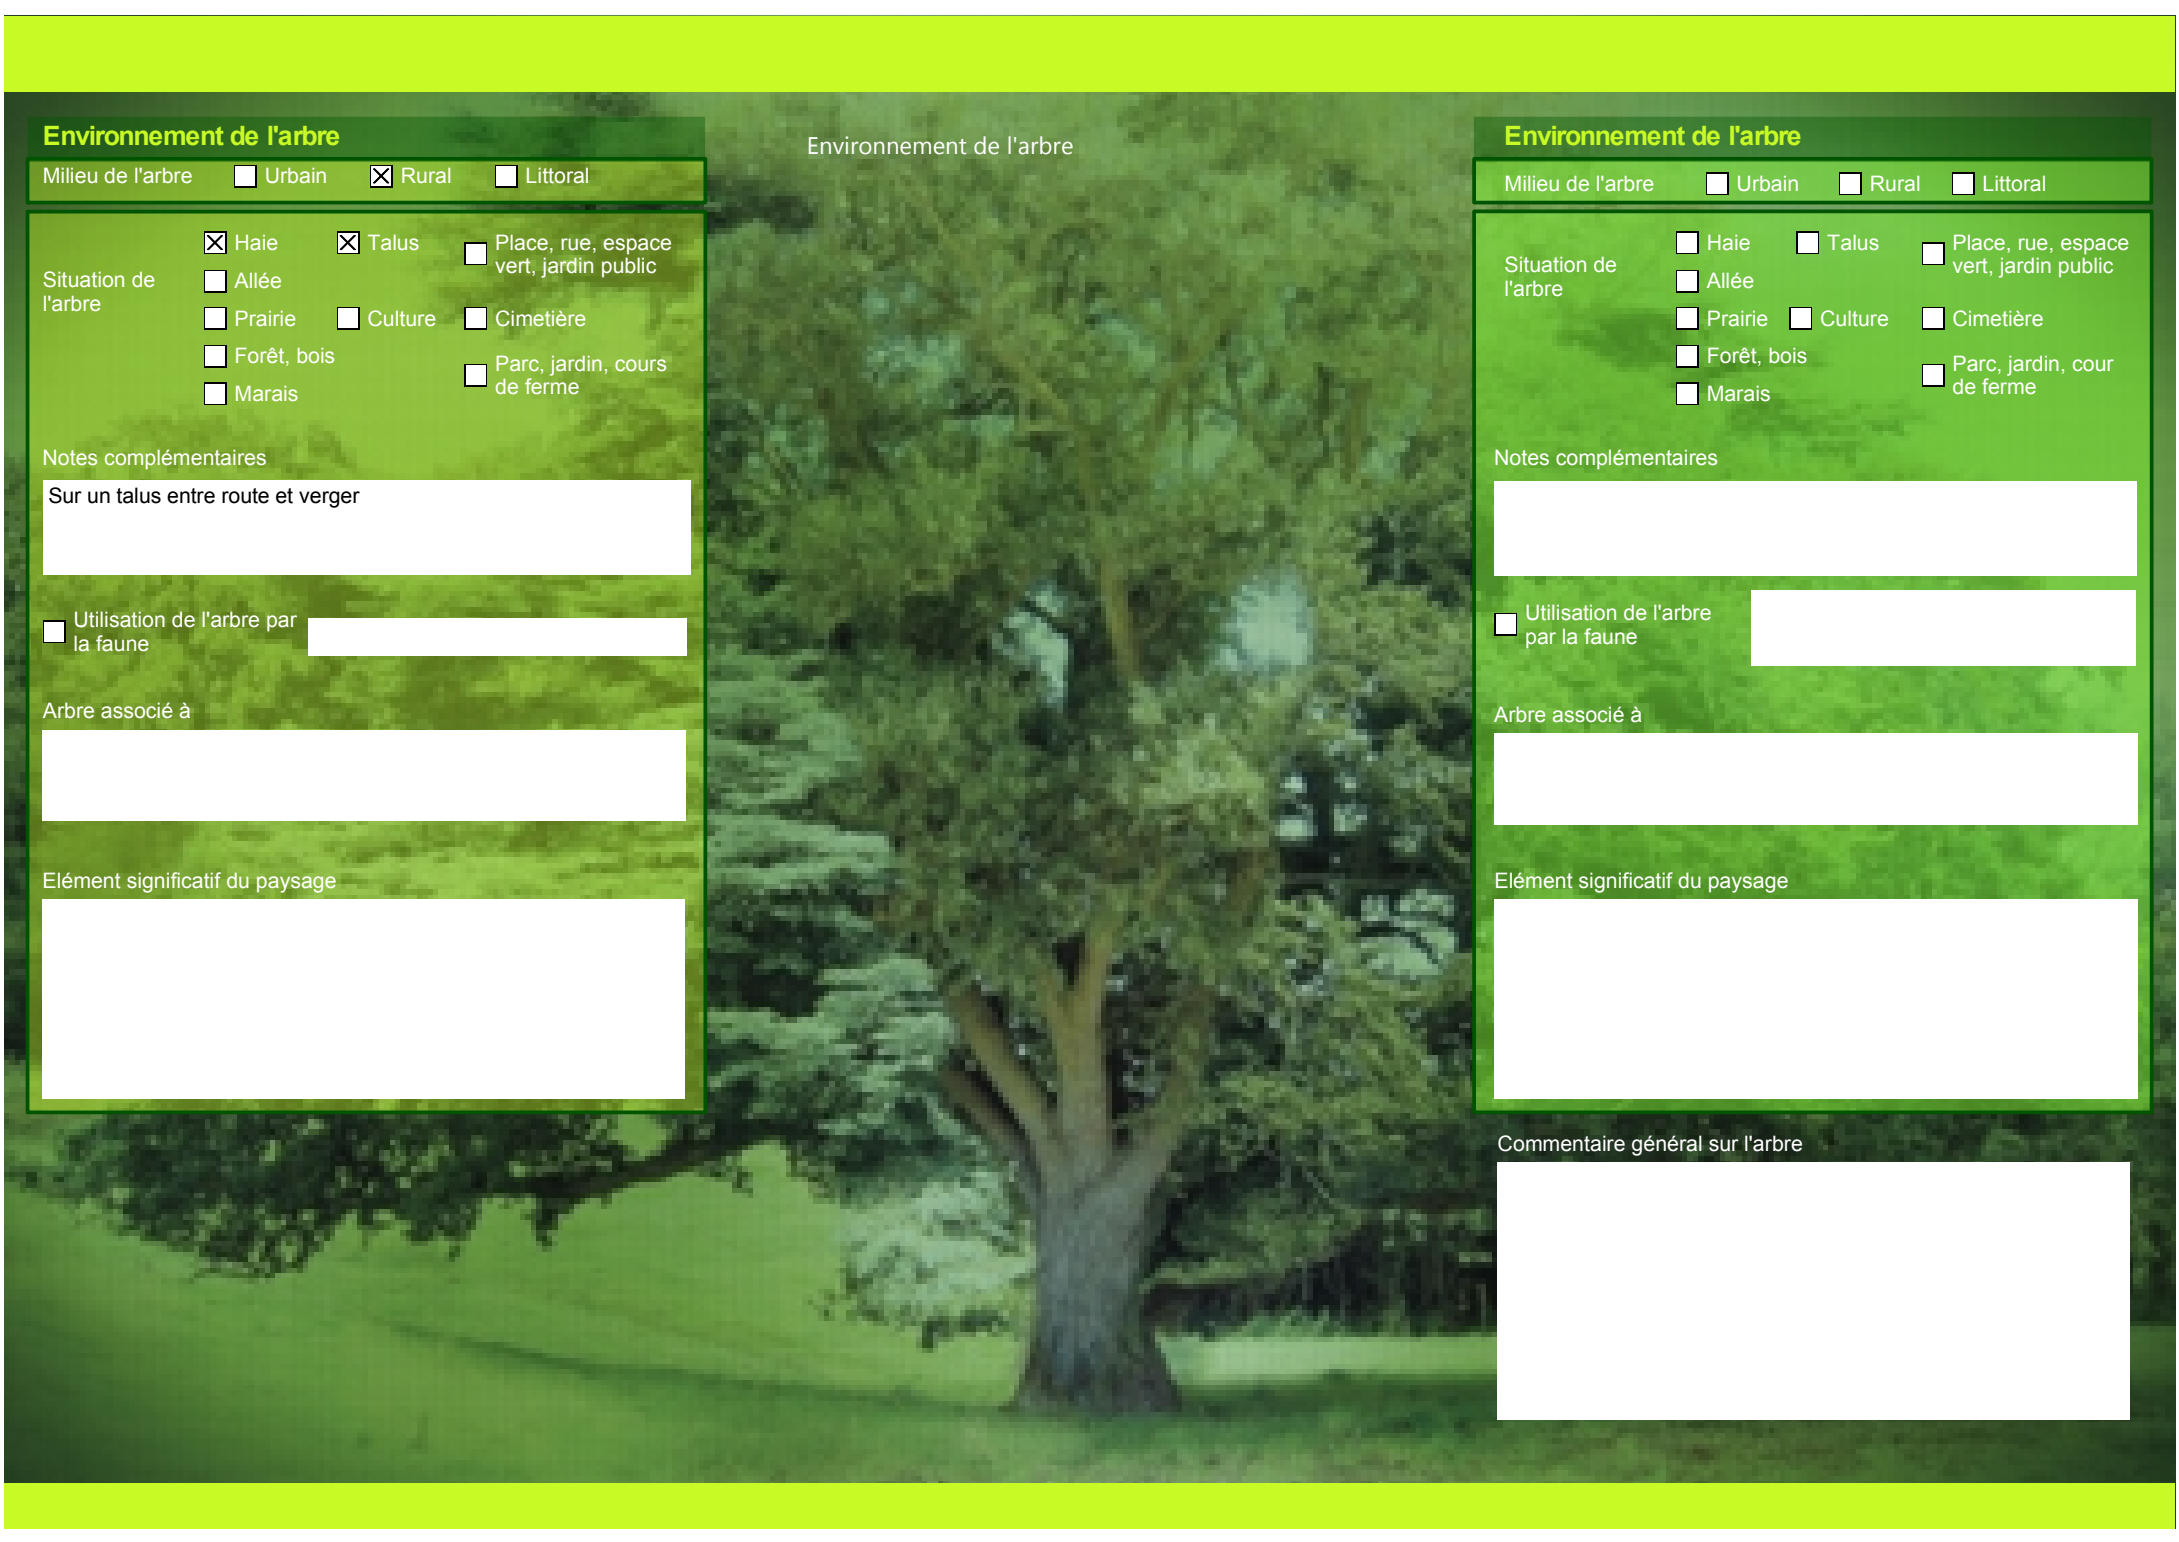 Environnement de l'arbre
Milieu de l'arbre Urbain Rural Littoral
Situation de
l'arbre
Haie Talus Place, rue, espace
vert, jardin public
Allée
Prairie Culture Cimetière
Forêt, bois
Parc, jardin, cours
de ferme
Marais
Notes complémentaires
Sur un talus entre route et verger
Utilisation de l'arbre par
la faune
Arbre associé à
Elément significatif du paysage
Environnement de l'arbre
Environnement de l'arbre
Milieu de l'arbre Urbain Rural Littoral
Situation de
l'arbre
Haie Talus Place, rue, espace
vert, jardin public
Allée
Prairie Culture Cimetière
Forêt, bois
Parc, jardin, cour
de ferme
Marais
Notes complémentaires
Utilisation de l'arbre
par la faune
Arbre associé à
Elément significatif du paysage
Commentaire général sur l'arbre